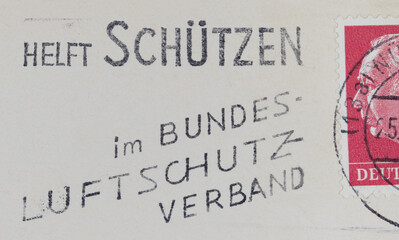 HELFT SCHÜTZEN
im BUNDES-
LUFTSCHUTZ-
VERBAND
DEUT